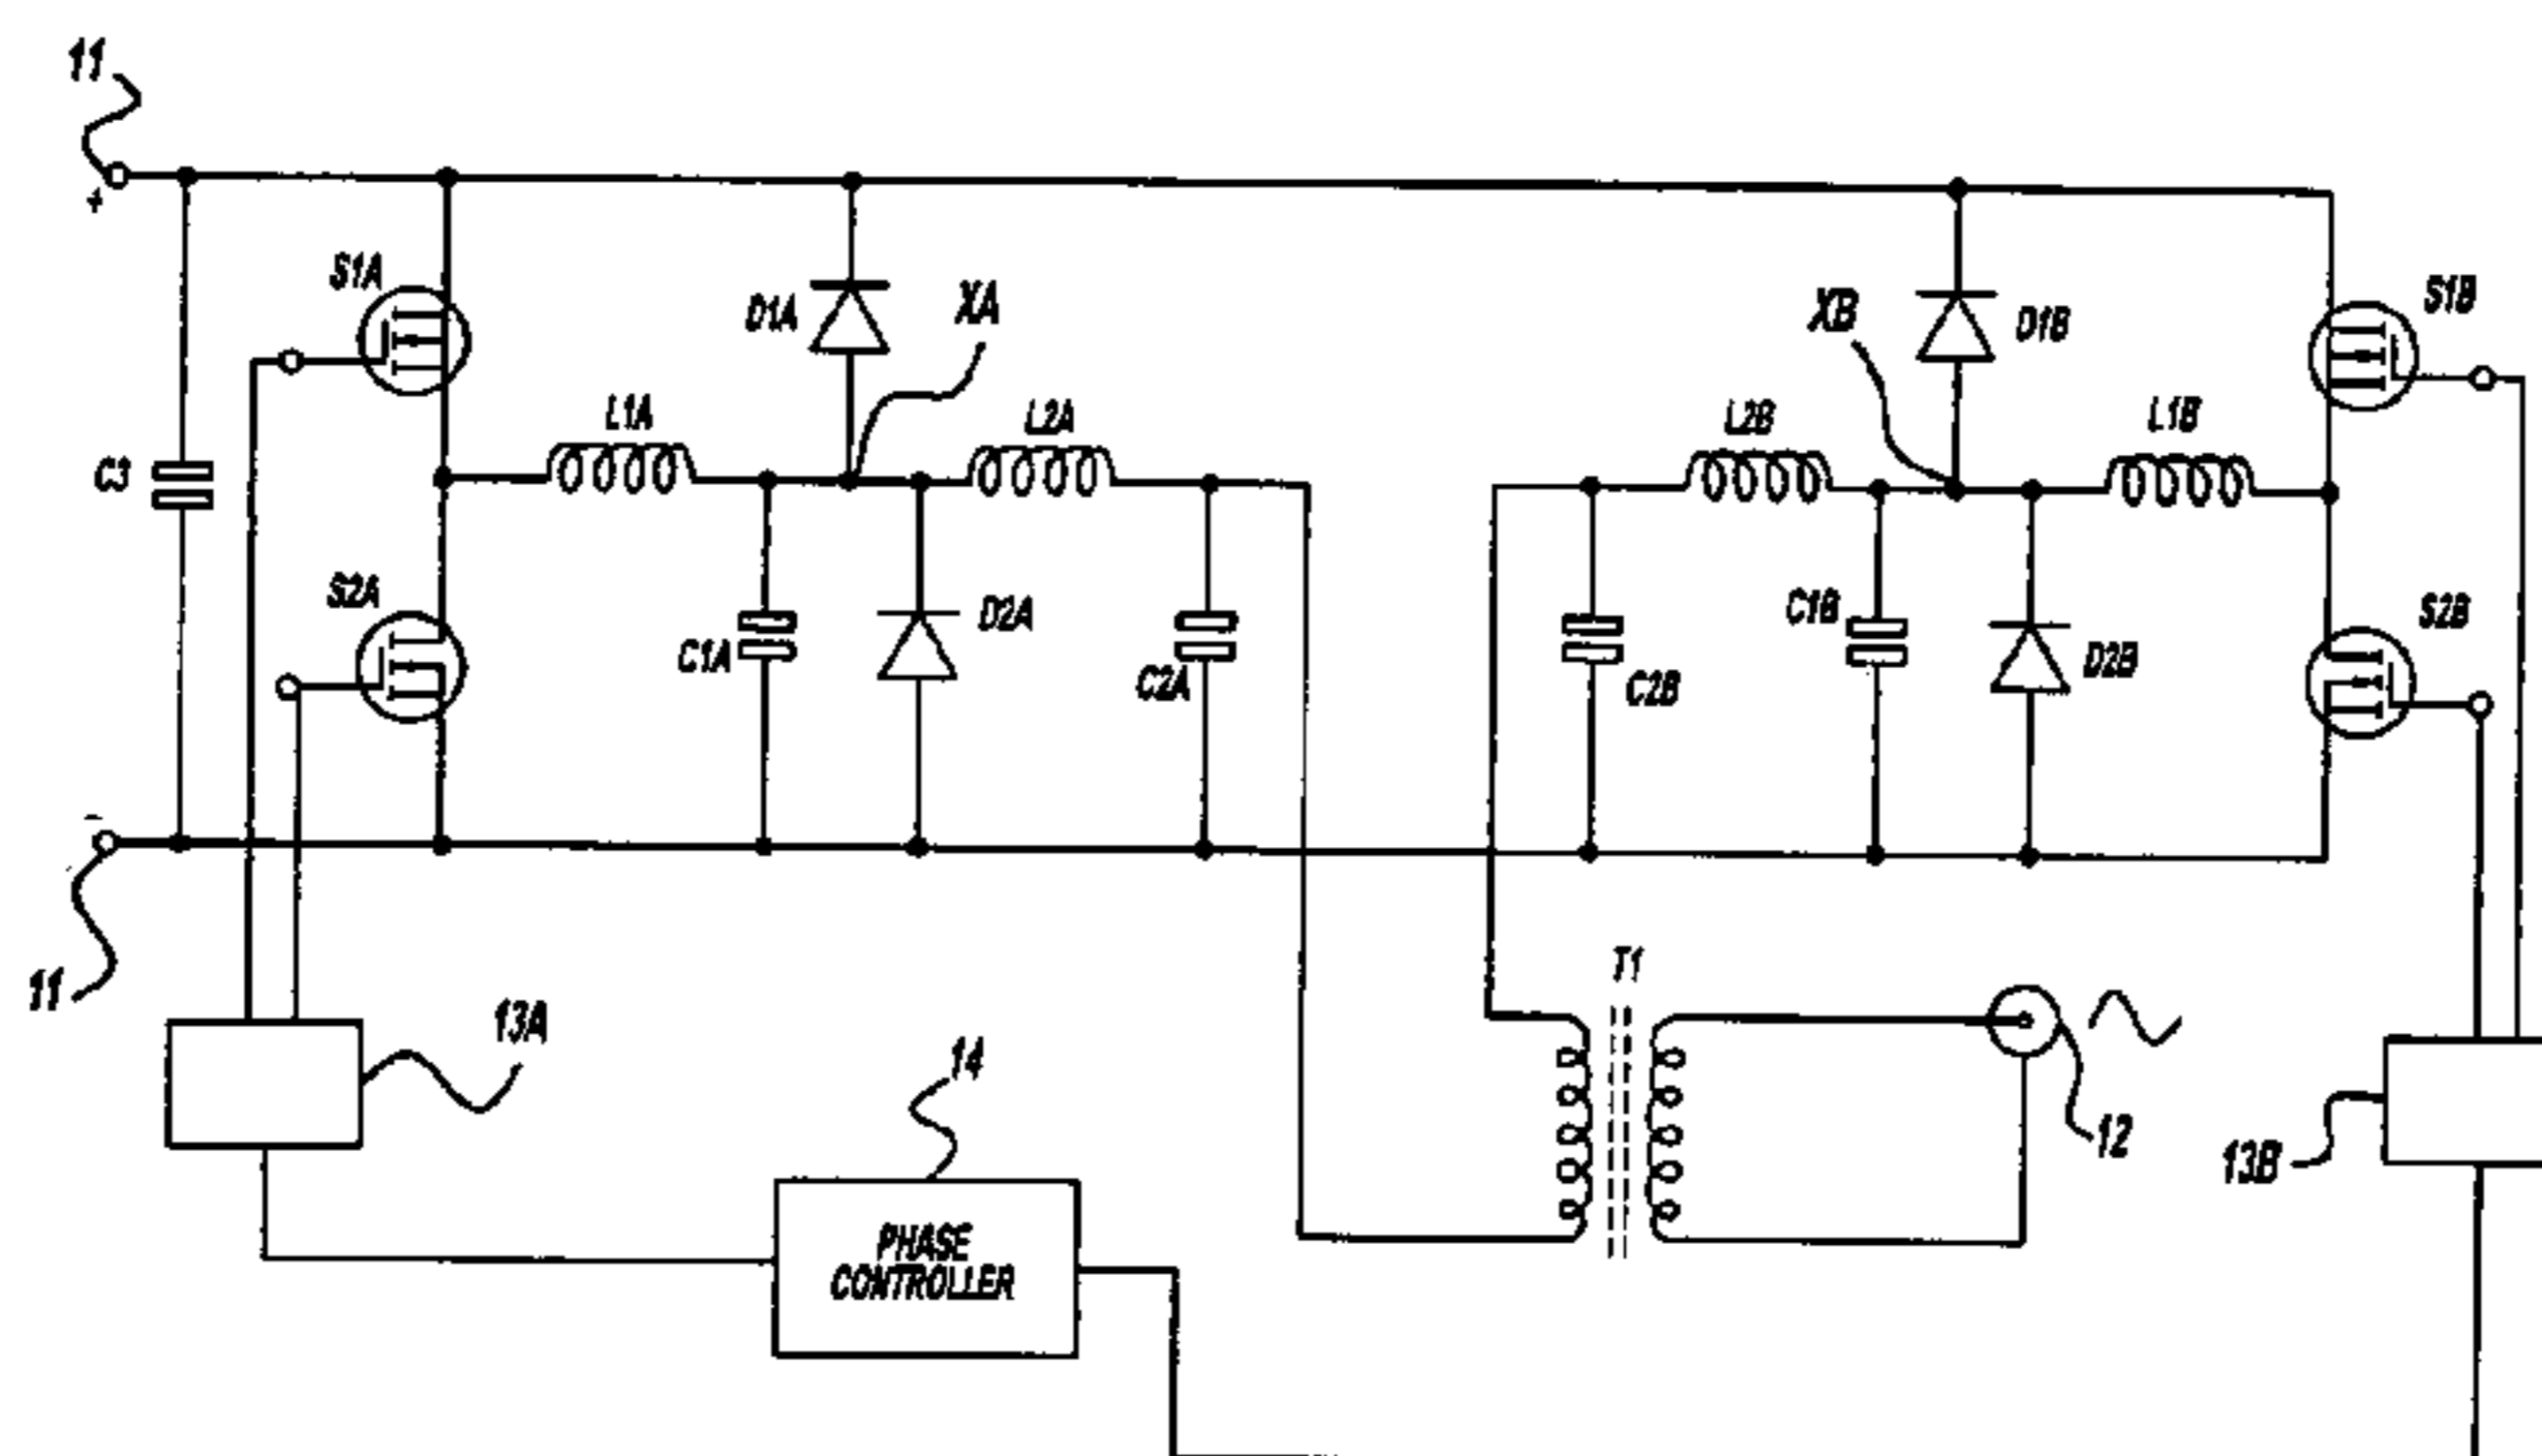 11
+
S1A
D1A
XA
XB
D1B
S1B
L1A
L2A
L2B
L1B
C3
S2A
C1A
D2A
C2A
C2B
C1B
D2B
S2B
-
11
13A
14
T1
12
13B
PHASE
CONTROLLER